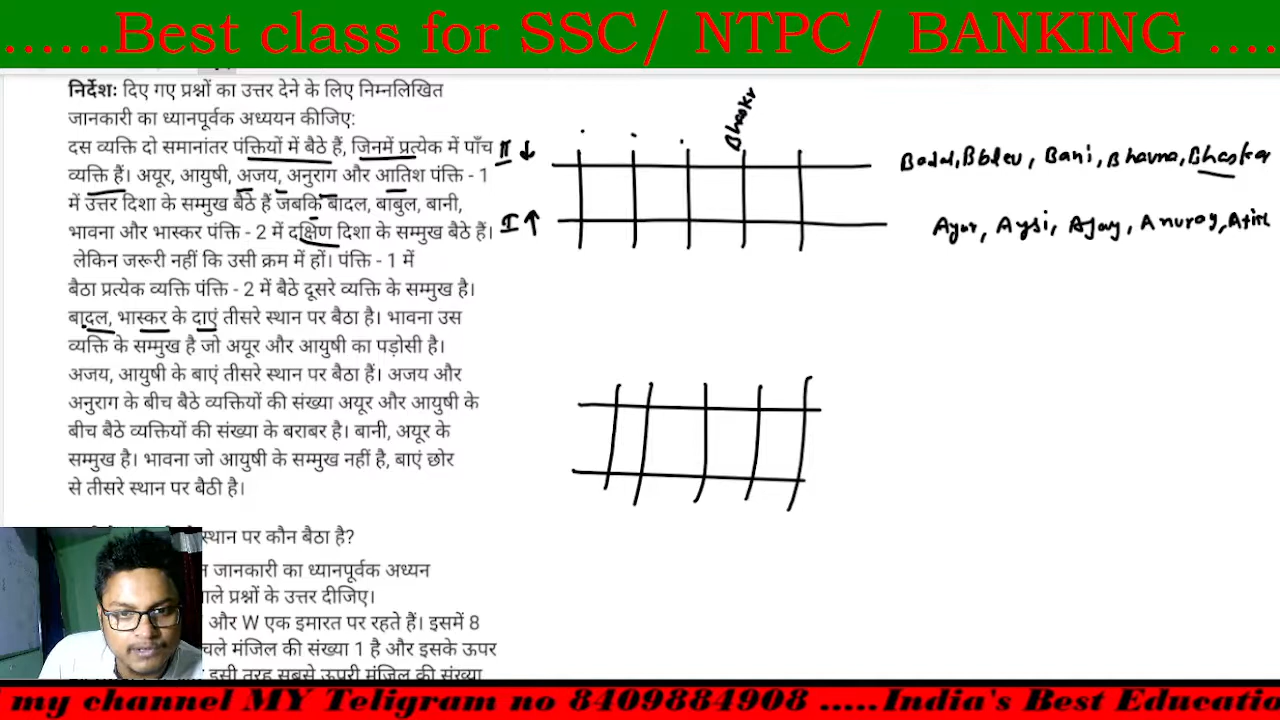 ......Best class for SSC/ NTPC/ BANKING ....
निर्देशः दिए गए प्रश्नों का उत्तर देने के लिए निम्नलिखित
जानकारी का ध्यानपूर्वक अध्ययन कीजिए:
दस व्यक्ति दो समानांतर पंक्तियों में बैठे हैं, जिनमें प्रत्येक में पाँच
व्यक्ति हैं। अयूर, आयुषी, अजय, अनुराग और आतिश पंक्ति - 1
में उत्तर दिशा के सम्मुख बैठे हैं जबकि बादल, बाबुल, बानी,
भावना और भास्कर पंक्ति - 2 में दक्षिण दिशा के सम्मुख बैठे हैं।
लेकिन जरूरी नहीं कि उसी क्रम में हों। पंक्ति - 1 में
बैठा प्रत्येक व्यक्ति पंक्ति - 2 में बैठे दूसरे व्यक्ति के सम्मुख है।
बादल, भास्कर के दाएं तीसरे स्थान पर बैठा है। भावना उस
व्यक्ति के सम्मुख है जो अयूर और आयुषी का पड़ोसी है।
अजय, आयुषी के बाएं तीसरे स्थान पर बैठा हैं। अजय और
अनुराग के बीच बैठे व्यक्तियों की संख्या अयूर और आयुषी के
बीच बैठे व्यक्तियों की संख्या के बराबर है। बानी, अयूर के
सम्मुख है। भावना जो आयुषी के सम्मुख नहीं है, बाएं छोर
से तीसरे स्थान पर बैठी है।
स्थान पर कौन बैठा है?
जानकारी का ध्यानपूर्वक अध्यन
प्रश्नों के उत्तर दीजिए।
और W एक इमारत पर रहते हैं। इसमें 8
मंजिल की संख्या 1 है और इसके ऊपर
इसी तरह सबसे ऊपरी मंजिल की संख्या
Bhaskr
II ↓
Badal, Bani, Bhavna, Bhaskar
I ↑
Ayur, Aysi, Ajay, Anurag, Atish
my channel MY Teligram no 8409884908 .....India's Best Educatio